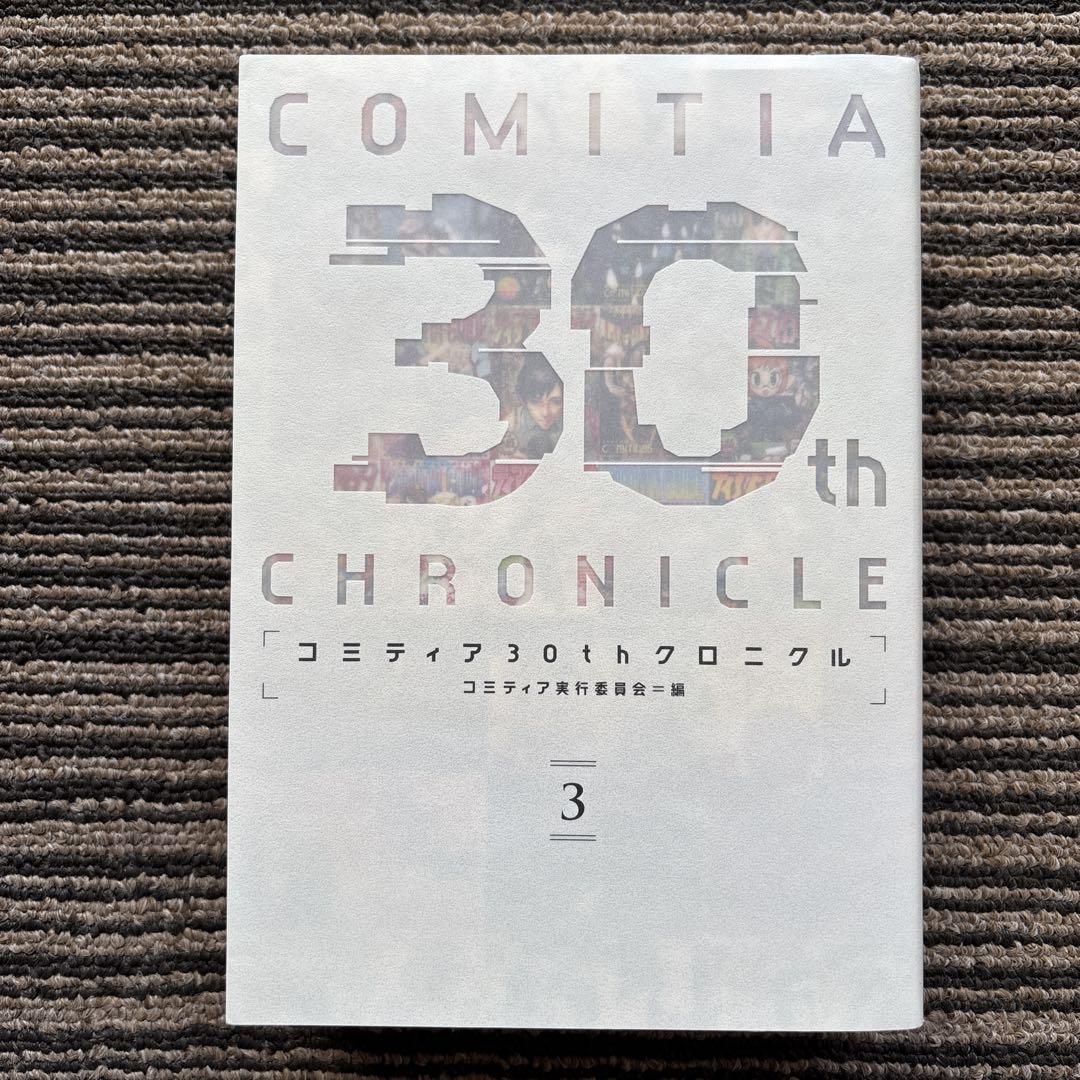 COMITIA
30th
CHRONICLE
コミティア30thクロニクル
コミティア実行委員会＝編
3